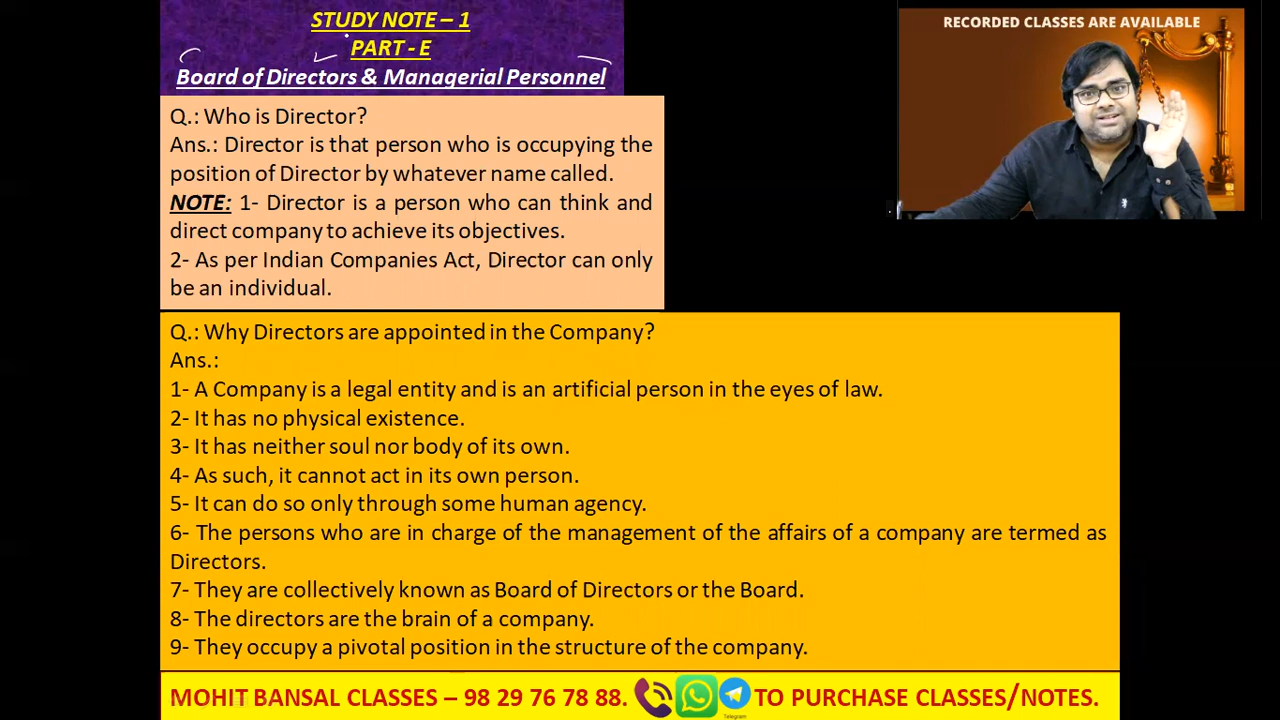 STUDY NOTE – 1
PART - E
Board of Directors & Managerial Personnel
RECORDED CLASSES ARE AVAILABLE
Q.: Who is Director?
Ans.: Director is that person who is occupying the
position of Director by whatever name called.
NOTE: 1- Director is a person who can think and
direct company to achieve its objectives.
2- As per Indian Companies Act, Director can only
be an individual.
Q.: Why Directors are appointed in the Company?
Ans.:
1- A Company is a legal entity and is an artificial person in the eyes of law.
2- It has no physical existence.
3- It has neither soul nor body of its own.
4- As such, it cannot act in its own person.
5- It can do so only through some human agency.
6- The persons who are in charge of the management of the affairs of a company are termed as
Directors.
7- They are collectively known as Board of Directors or the Board.
8- The directors are the brain of a company.
9- They occupy a pivotal position in the structure of the company.
MOHIT BANSAL CLASSES – 98 29 76 78 88. TO PURCHASE CLASSES/NOTES.
Telegram